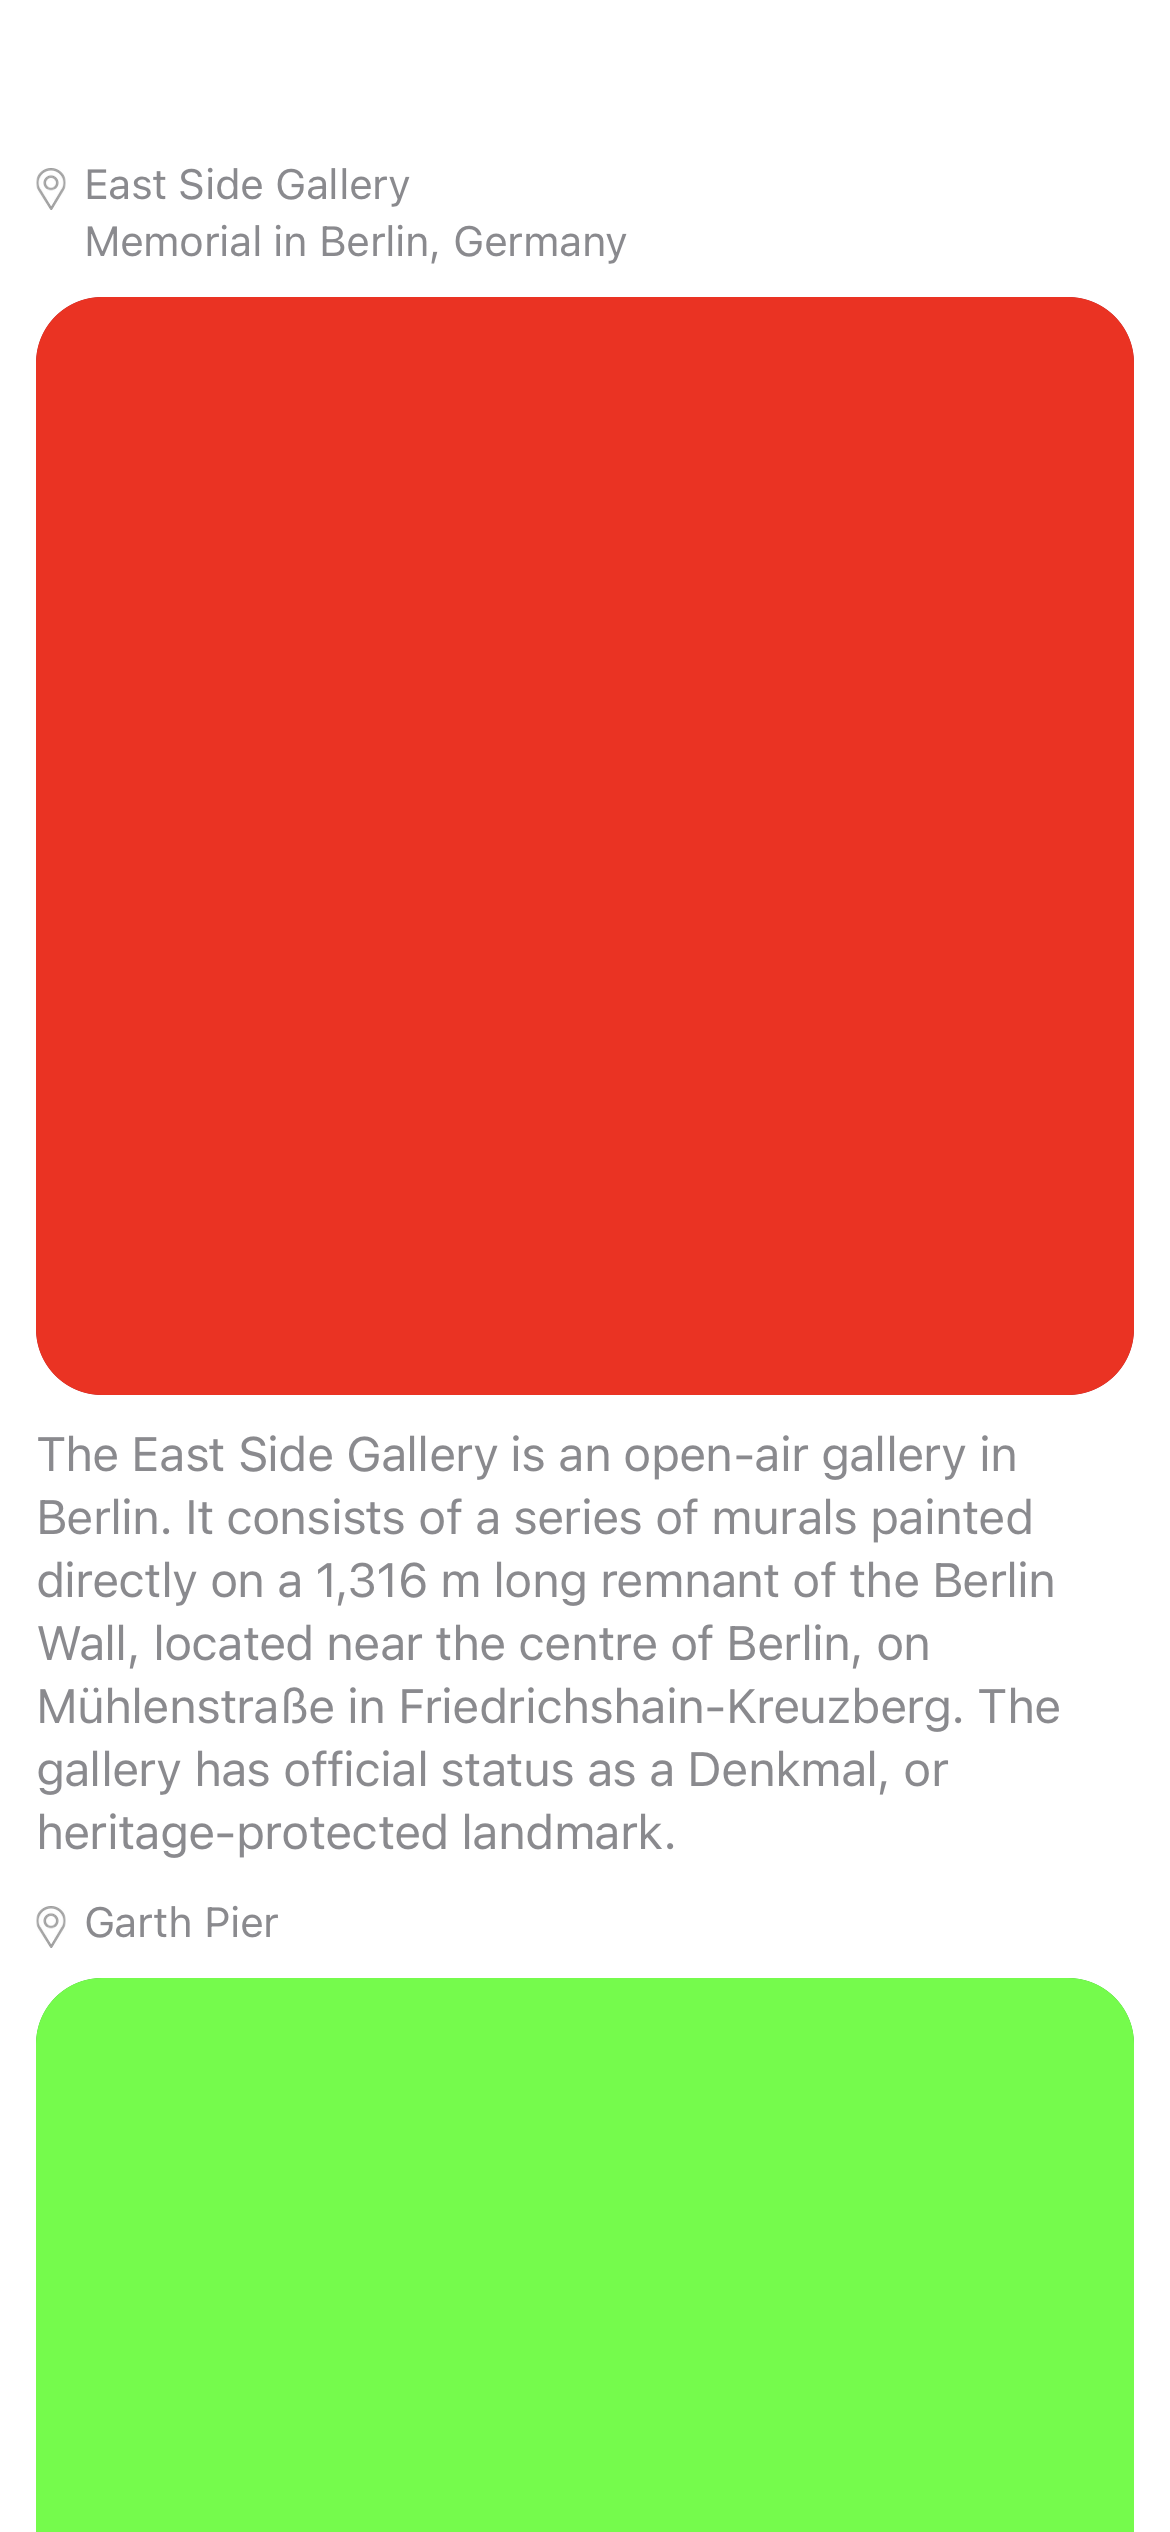 East Side Gallery
Memorial in Berlin, Germany
The East Side Gallery is an open-air gallery in
Berlin. It consists of a series of murals painted
directly on a 1,316 m long remnant of the Berlin
Wall, located near the centre of Berlin, on
Mühlenstraße in Friedrichshain-Kreuzberg. The
gallery has official status as a Denkmal, or
heritage-protected landmark.
Garth Pier